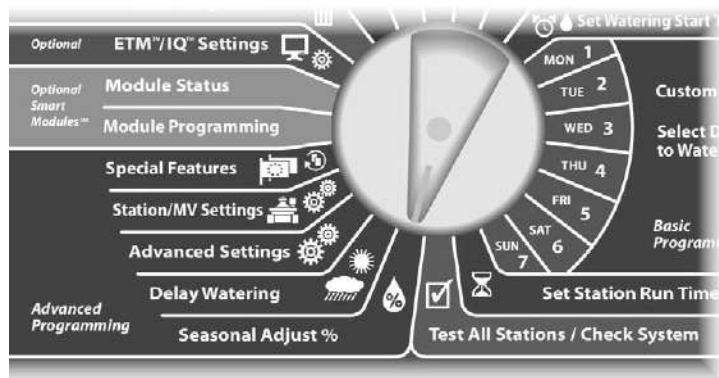 Optional
ETM™/IQ™ Settings
Optional
Smart
Modules™
Module Status
Module Programming
Special Features
Station/MV Settings
Advanced Settings
Delay Watering
Advanced
Programming
Seasonal Adjust %
%
Set Watering Start
MON 1
TUE 2
WED 3
THU 4
FRI 5
SAT 6
SUN 7
Custom
Select D
to Wate
Basic
Program
Set Station Run Time
Test All Stations / Check System